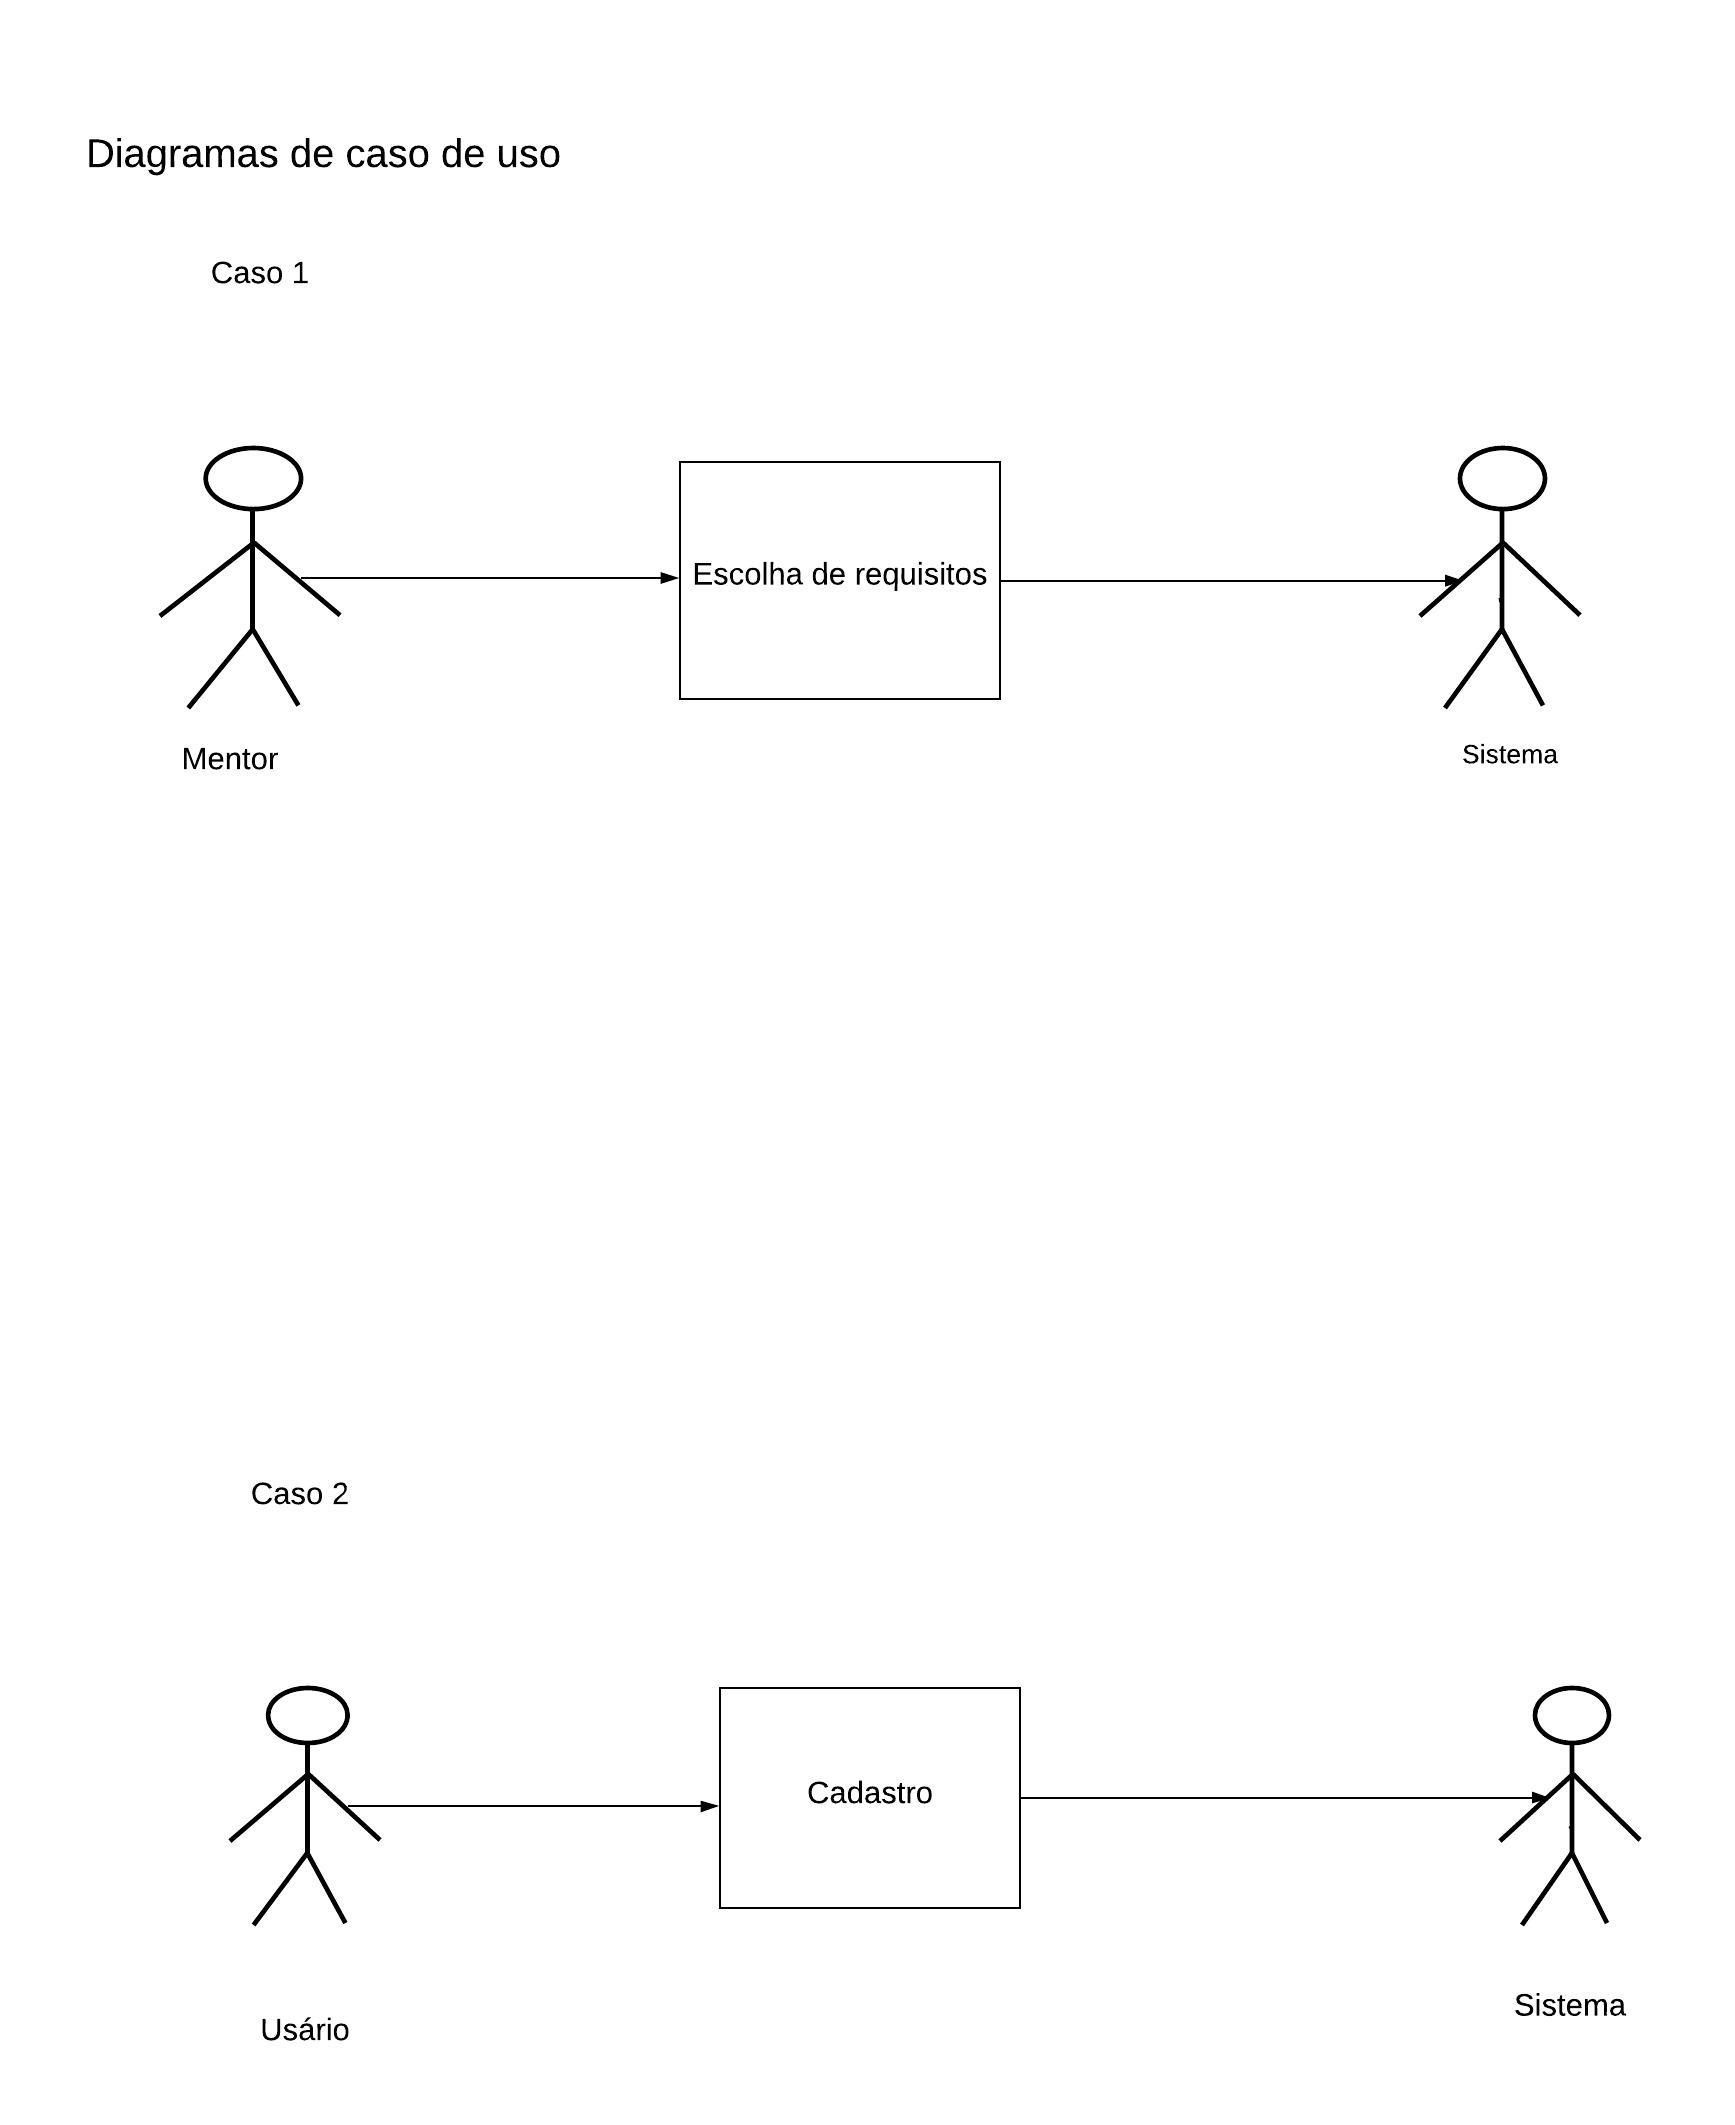 Diagramas de caso de uso
Caso 1
Escolha de requisitos
Mentor
Sistema
Caso 2
Cadastro
Usário
Sistema